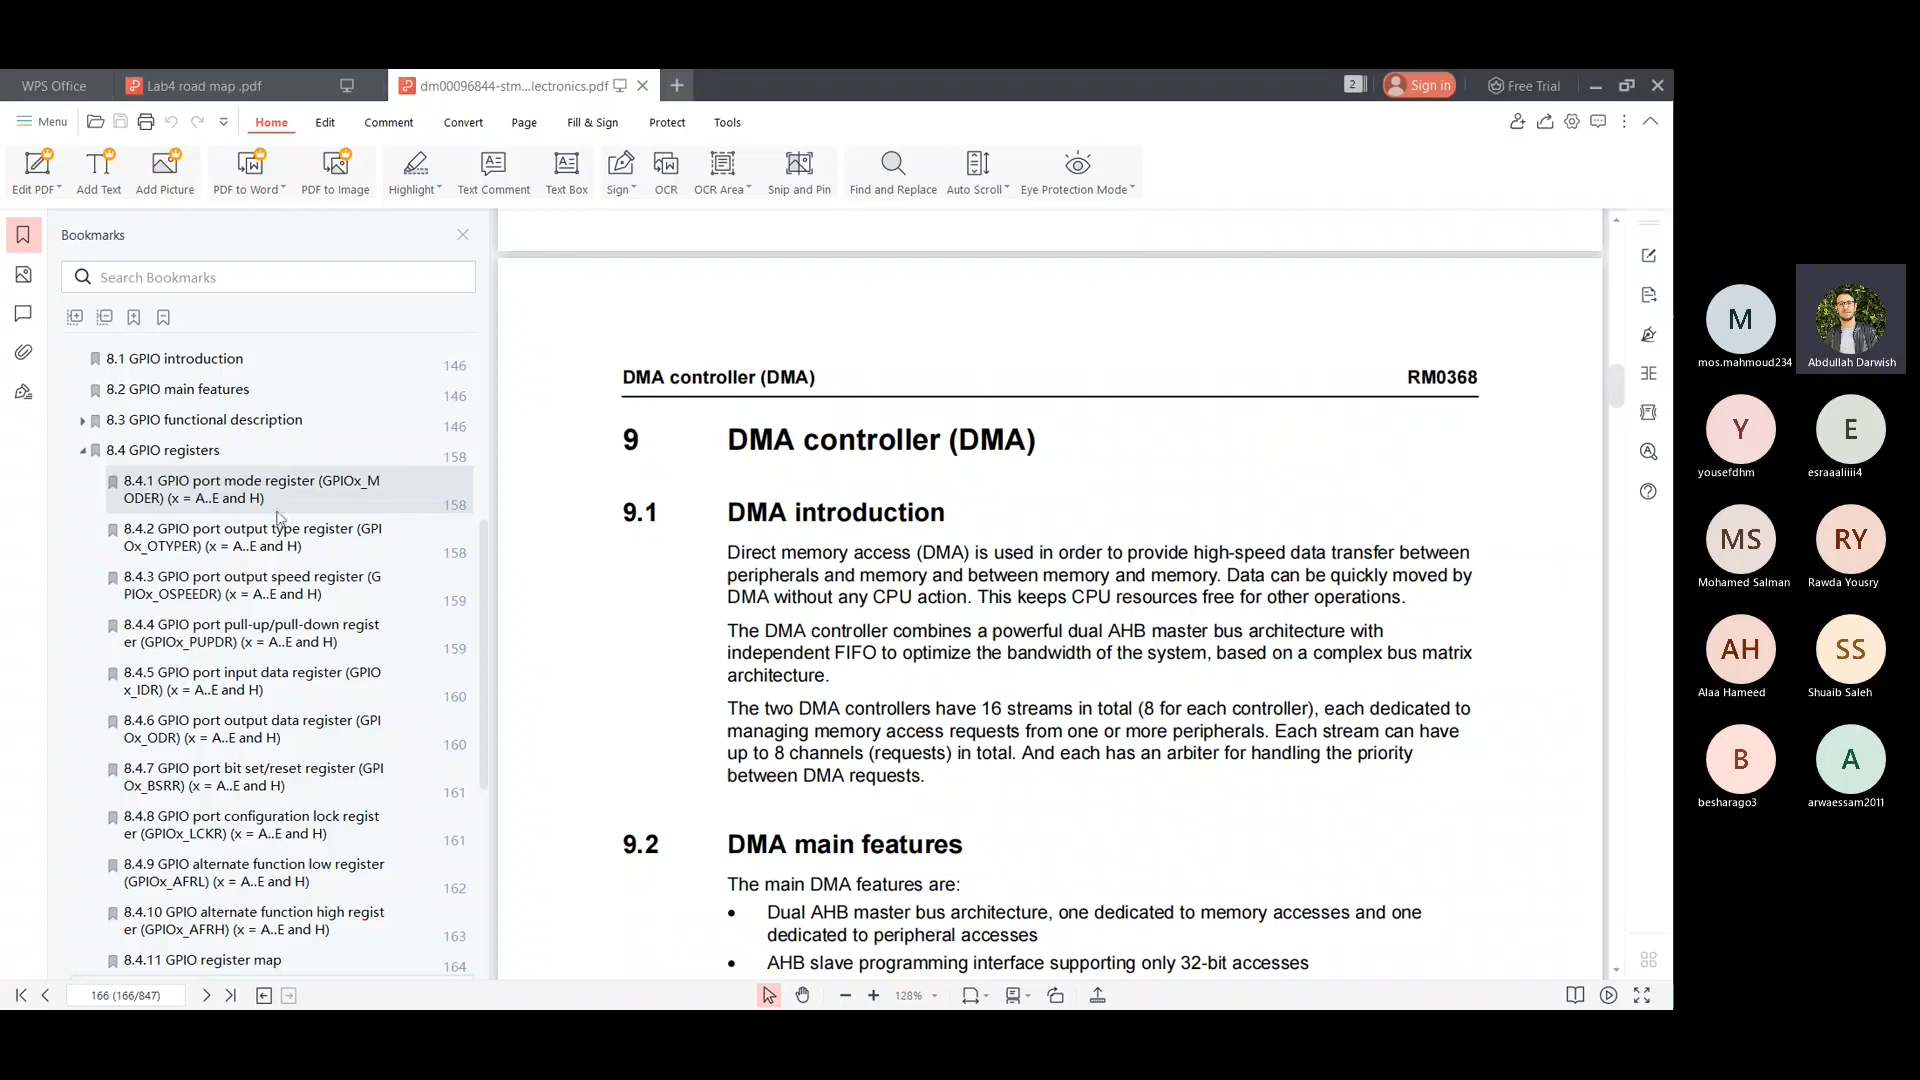 WPS Office
Lab4 road map .pdf
dm00096844-stm...lectronics.pdf
2
Sign in
Free Trial
Menu
Home
Edit
Comment
Convert
Page
Fill & Sign
Protect
Tools
Edit PDF
Add Text
Add Picture
PDF to Word
PDF to Image
Highlight
Text Comment
Text Box
Sign
OCR
OCR Area
Snip and Pin
Find and Replace
Auto Scroll
Eye Protection Mode
Bookmarks
Search Bookmarks
8.1 GPIO introduction
146
8.2 GPIO main features
146
8.3 GPIO functional description
146
8.4 GPIO registers
158
8.4.1 GPIO port mode register (GPIOx_M
ODER) (x = A..E and H)
158
8.4.2 GPIO port output type register (GPI
Ox_OTYPER) (x = A..E and H)
158
8.4.3 GPIO port output speed register (G
PIOx_OSPEEDR) (x = A..E and H)
159
8.4.4 GPIO port pull-up/pull-down regist
er (GPIOx_PUPDR) (x = A..E and H)
159
8.4.5 GPIO port input data register (GPIO
x_IDR) (x = A..E and H)
160
8.4.6 GPIO port output data register (GPI
Ox_ODR) (x = A..E and H)
160
8.4.7 GPIO port bit set/reset register (GPI
Ox_BSRR) (x = A..E and H)
161
8.4.8 GPIO port configuration lock regist
er (GPIOx_LCKR) (x = A..E and H)
161
8.4.9 GPIO alternate function low register
(GPIOx_AFRL) (x = A..E and H)
162
8.4.10 GPIO alternate function high regist
er (GPIOx_AFRH) (x = A..E and H)
163
8.4.11 GPIO register map
164
DMA controller (DMA) RM0368
9 DMA controller (DMA)
9.1 DMA introduction
Direct memory access (DMA) is used in order to provide high-speed data transfer between
peripherals and memory and between memory and memory. Data can be quickly moved by
DMA without any CPU action. This keeps CPU resources free for other operations.
The DMA controller combines a powerful dual AHB master bus architecture with
independent FIFO to optimize the bandwidth of the system, based on a complex bus matrix
architecture.
The two DMA controllers have 16 streams in total (8 for each controller), each dedicated to
managing memory access requests from one or more peripherals. Each stream can have
up to 8 channels (requests) in total. And each has an arbiter for handling the priority
between DMA requests.
9.2 DMA main features
The main DMA features are:
• Dual AHB master bus architecture, one dedicated to memory accesses and one
dedicated to peripheral accesses
• AHB slave programming interface supporting only 32-bit accesses
166 (166/847)
128%
M
mos.mahmoud234
Abdullah Darwish
Y
yousefdhm
E
esraaaliiii4
MS
Mohamed Salman
RY
Rawda Yousry
AH
Alaa Hameed
SS
Shuaib Saleh
B
besharago3
A
arwaessam2011